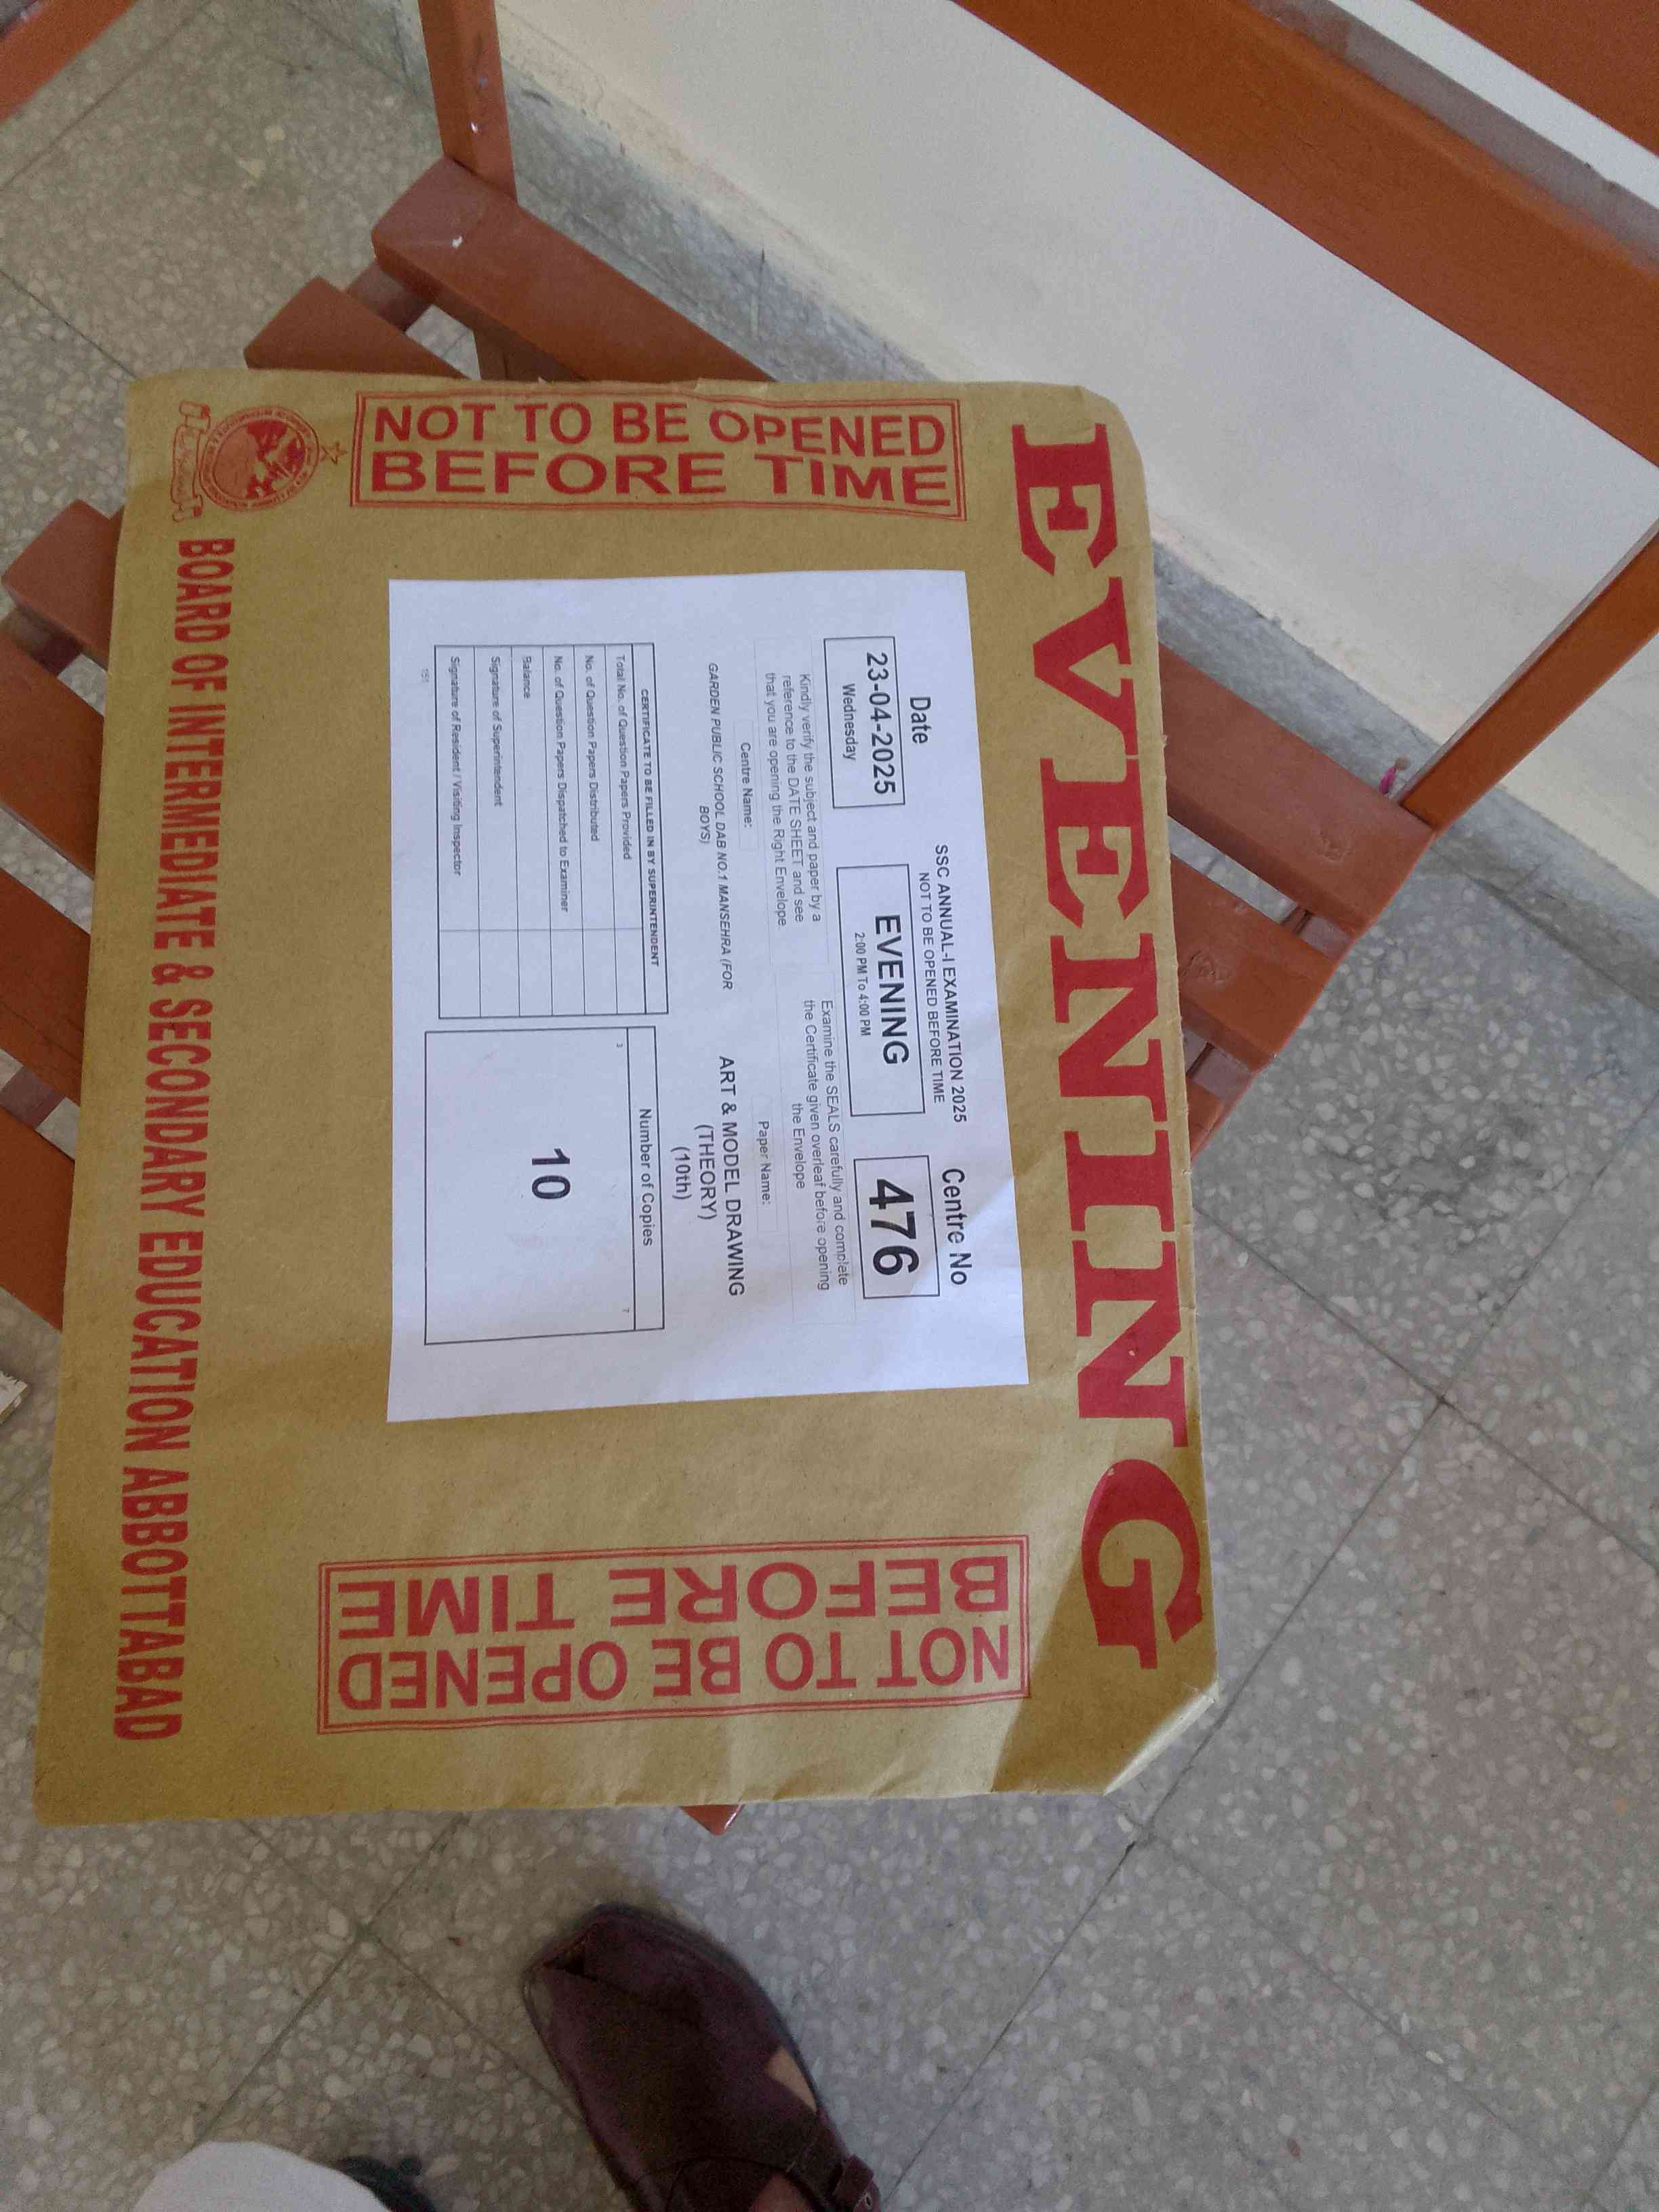 EVENING
NOT TO BE OPENED
BEFORE TIME
SSC ANNUAL-I EXAMINATION 2025
NOT TO BE OPENED BEFORE TIME
Date
23-04-2025
Wednesday
EVENING
2:00 PM To 4:00 PM
Centre No
476
Kindly verify the subject and paper by a
reference to the DATE SHEET and see
that you are opening the Right Envelope
Examine the SEALS carefully and complete
the Certificate given overleaf before opening
the Envelope
Centre Name:
GARDEN PUBLIC SCHOOL DAB NO.1 MANSEHRA (FOR
BOYS)
Paper Name:
ART & MODEL DRAWING
(THEORY)
(10th)
CERTIFICATE TO BE FILLED IN BY SUPERINTENDENT
Total No. of Question Papers Provided
No. of Question Papers Distributed
No. of Question Papers Dispatched to Examiner
Balance
Signature of Superintendent
Signature of Resident / Visiting Inspector
Number of Copies
10
NOT TO BE OPENED
BEFORE TIME
BOARD OF INTERMEDIATE & SECONDARY EDUCATION ABBOTTABAD